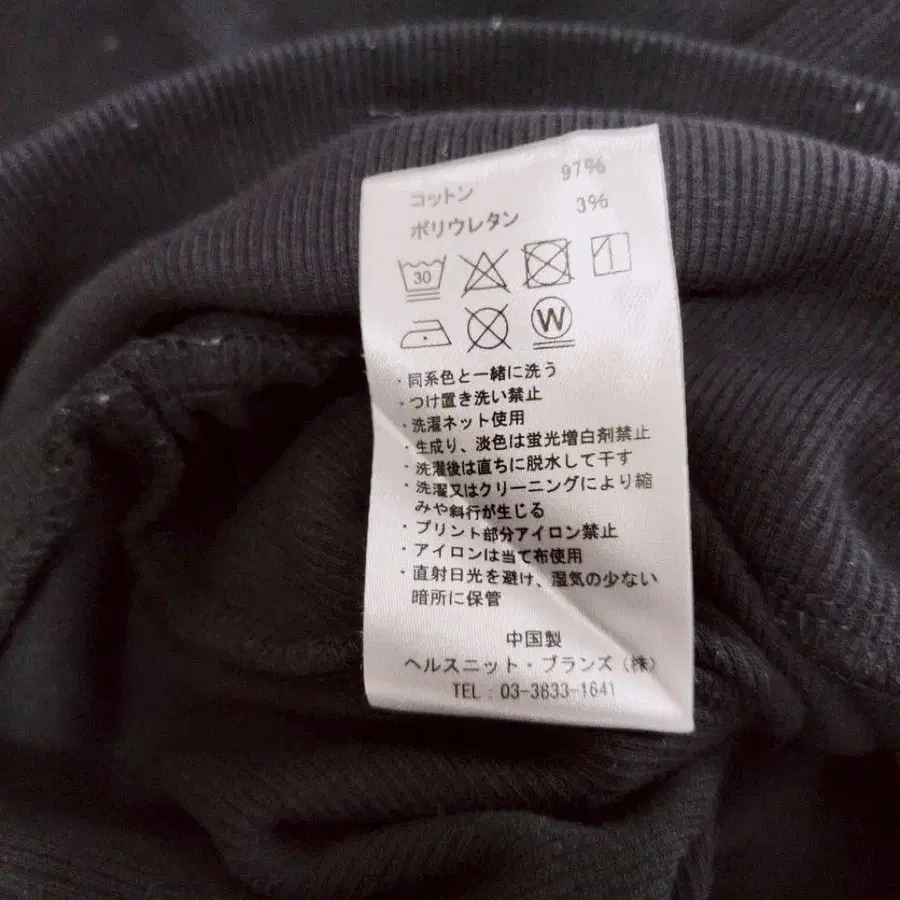 コットン 97%
ポリウレタン 3%
30
W
・同系色と一緒に洗う
・つけ置き洗い禁止
・洗濯ネット使用
・生成り、淡色は蛍光増白剤禁止
・洗濯後は直ちに脱水して干す
・洗濯又はクリーニングにより縮
みや斜行が生じる
・プリント部分アイロン禁止
・アイロンは当て布使用
・直射日光を避け、湿気の少ない
暗所に保管
中国製
ヘルスニット・ブランズ（株）
TEL：03-3833-1641